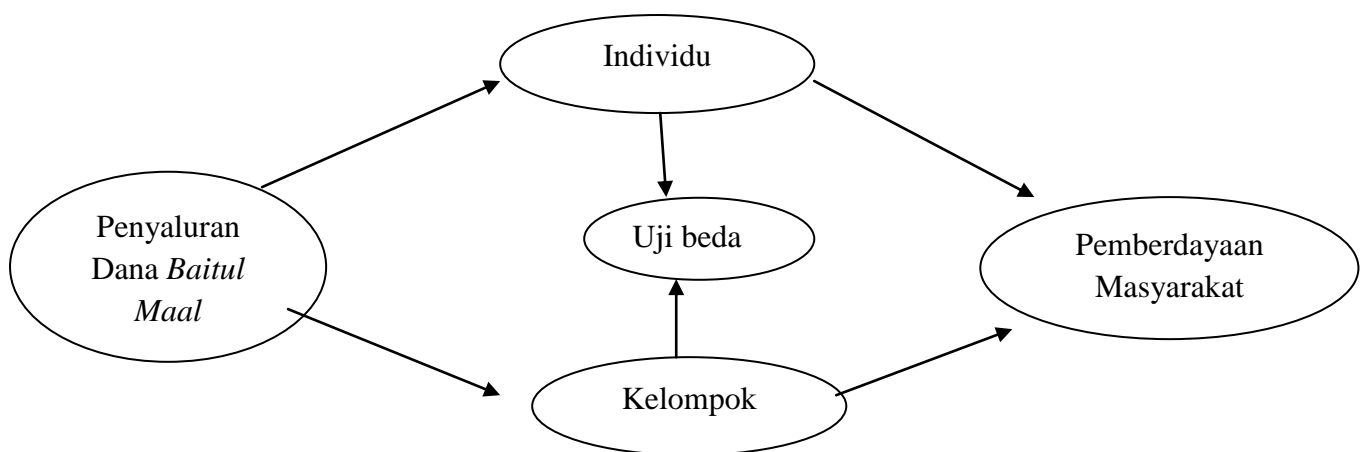 Individu
Penyaluran
Dana Baitul
Maal
Uji beda
Pemberdayaan
Masyarakat
Kelompok